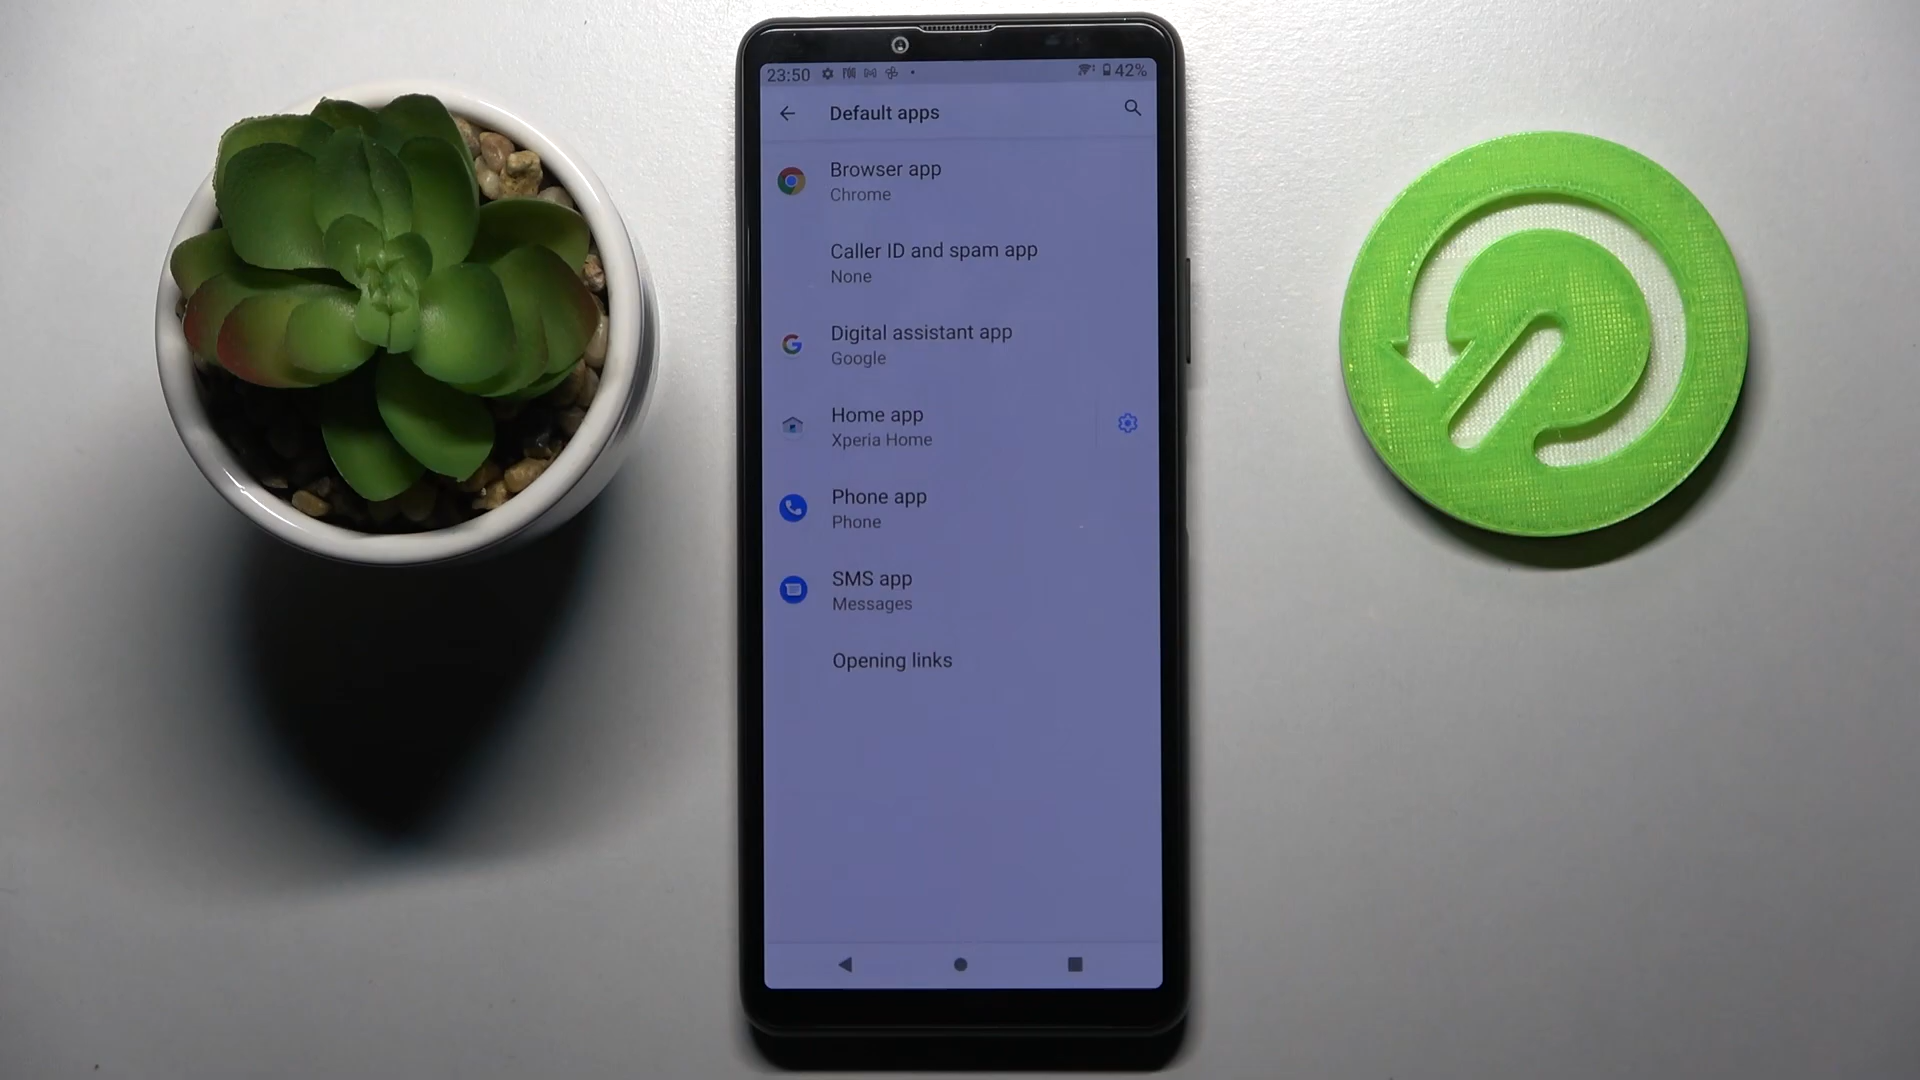 23:50 42%
Default apps
Browser app
Chrome
Caller ID and spam app
None
Digital assistant app
Google
Home app
Xperia Home
Phone app
Phone
SMS app
Messages
Opening links